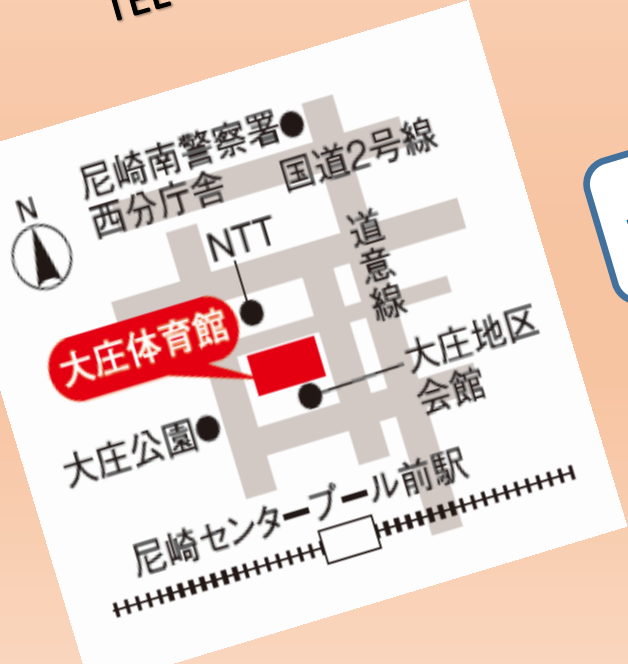 TEL
尼崎南警察署
西分庁舎
国道2号線
N
NTT
道意線
大庄体育館
大庄地区
会館
大庄公園
尼崎センタープール前駅